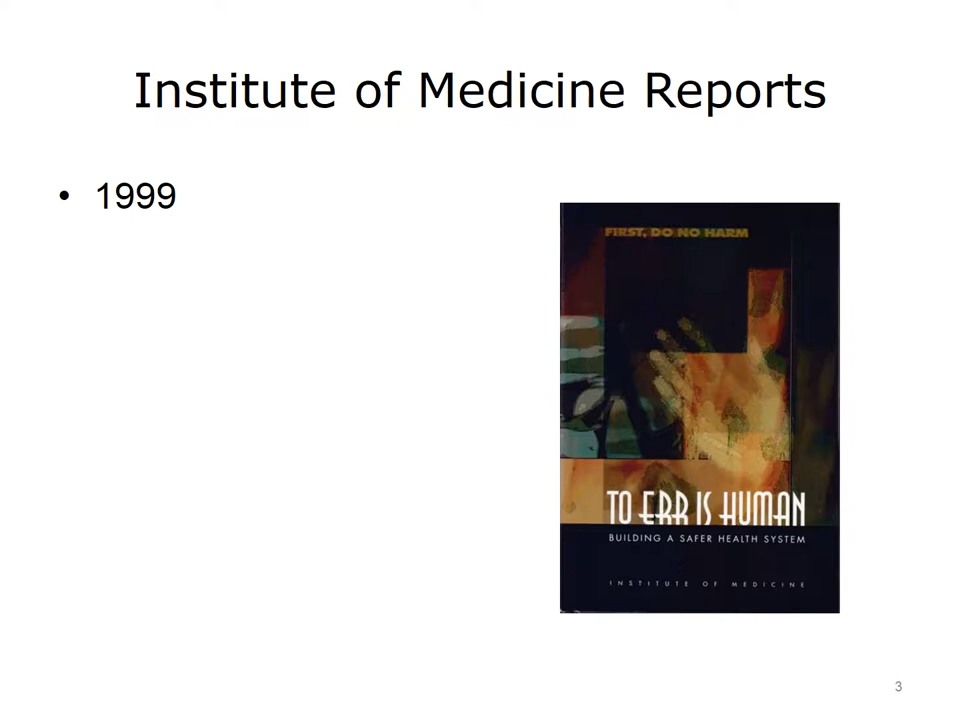 Institute of Medicine Reports
• 1999
FIRST, DO NO HARM
TO ERR IS HUMAN
BUILDING A SAFER HEALTH SYSTEM
INSTITUTE OF MEDICINE
3